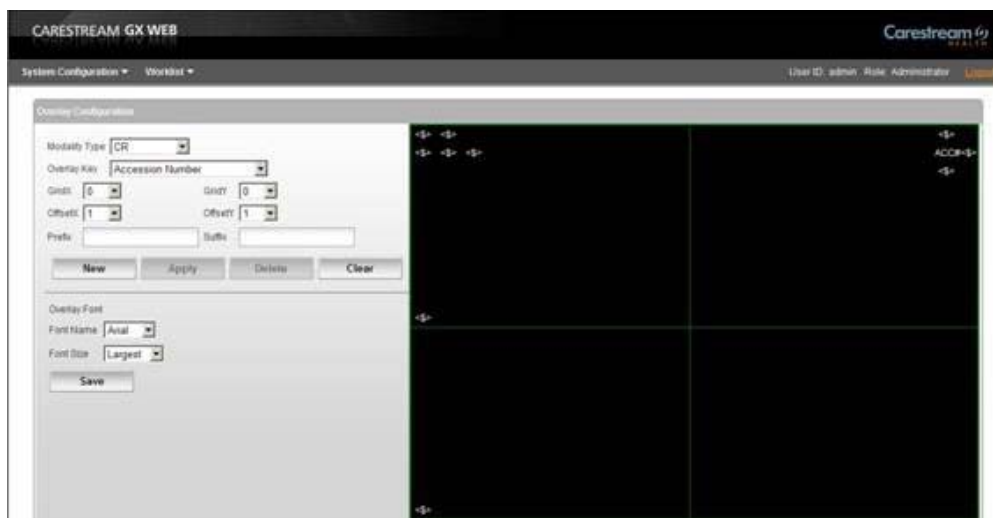 CARESTREAM GX WEB
Carestream
HEALTH
System Configuration Worklist
User ID: admin Role: Administrator Logout
Overlay Configuration
Modality Type CR
Overlay Key Accession Number
GridX 0 GridY 0
OffsetX 1 OffsetY 1
Prefix Suffix
New Apply Delete Clear
Overlay Font
Font Name Arial
Font Size Largest
Save
<$> <$> <$>
<$> <$> <$> ACC#<$>
<$>
<$>
<$>